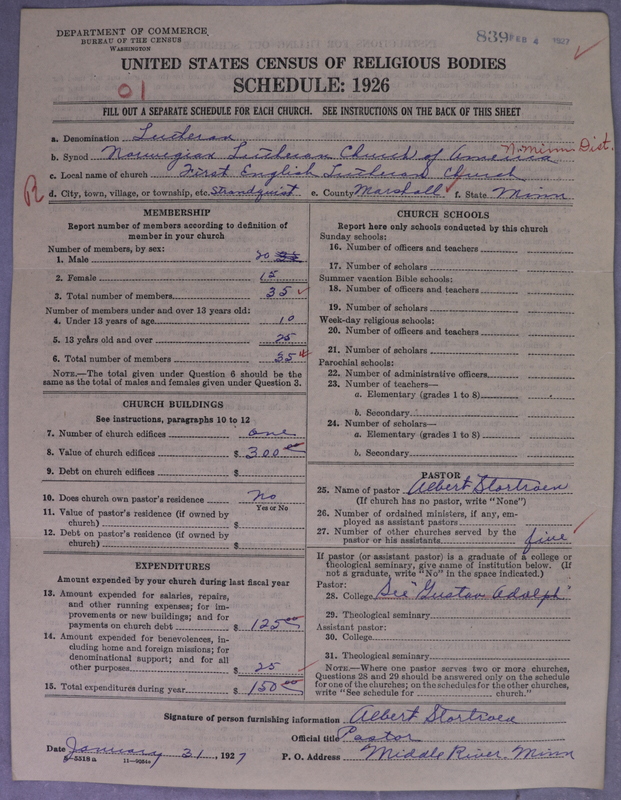 DEPARTMENT OF COMMERCE
BUREAU OF THE CENSUS
WASHINGTON
839 FEB 4 1927
UNITED STATES CENSUS OF RELIGIOUS BODIES
SCHEDULE: 1926
01
FILL OUT A SEPARATE SCHEDULE FOR EACH CHURCH. SEE INSTRUCTIONS ON THE BACK OF THIS SHEET
a. Denomination Lutheran
b. Synod Norwegian Lutheran Church of America N. Minn Dist.
c. Local name of church First English Lutheran Church
R d. City, town, village, or township, etc. Strandquist e. County Marshall f. State Minn
MEMBERSHIP
Report number of members according to definition of member in your church
Number of members, by sex:
1. Male 20
2. Female 15
3. Total number of members 35
Number of members under and over 13 years old:
4. Under 13 years of age 10
5. 13 years old and over 25
6. Total number of members 35
NOTE.—The total given under Question 6 should be the same as the total of males and females given under Question 3.
CHURCH BUILDINGS
See instructions, paragraphs 10 to 12
7. Number of church edifices one
8. Value of church edifices $ 300 00
9. Debt on church edifices $
10. Does church own pastor's residence No
Yes or No
11. Value of pastor's residence (if owned by church) $
12. Debt on pastor's residence (if owned by church) $
EXPENDITURES
Amount expended by your church during last fiscal year
13. Amount expended for salaries, repairs, and other running expenses; for improvements or new buildings; and for payments on church debt $ 125 00
14. Amount expended for benevolences, including home and foreign missions; for denominational support; and for all other purposes $ 25
15. Total expenditures during year $ 150 00
CHURCH SCHOOLS
Report here only schools conducted by this church
Sunday schools:
16. Number of officers and teachers
17. Number of scholars
Summer vacation Bible schools:
18. Number of officers and teachers
19. Number of scholars
Week-day religious schools:
20. Number of officers and teachers
21. Number of scholars
Parochial schools:
22. Number of administrative officers
23. Number of teachers—
a. Elementary (grades 1 to 8)
b. Secondary
24. Number of scholars—
a. Elementary (grades 1 to 8)
b. Secondary
PASTOR
25. Name of pastor Albert Stortroen
(If church has no pastor, write "None")
26. Number of ordained ministers, if any, employed as assistant pastors
27. Number of other churches served by the pastor or his assistants five
If pastor (or assistant pastor) is a graduate of a college or theological seminary, give name of institution below. (If not a graduate, write "No" in the space indicated.)
Pastor:
28. College See "Gustav Adolph"
29. Theological seminary
Assistant pastor:
30. College
31. Theological seminary
NOTE.—Where one pastor serves two or more churches, Questions 28 and 29 should be answered only on the schedule for one of the churches; on the schedules for the other churches, write "See schedule for church."
Signature of person furnishing information Albert Stortroen
Official title Pastor
Date January 31, 1927 P. O. Address Middle River, Minn